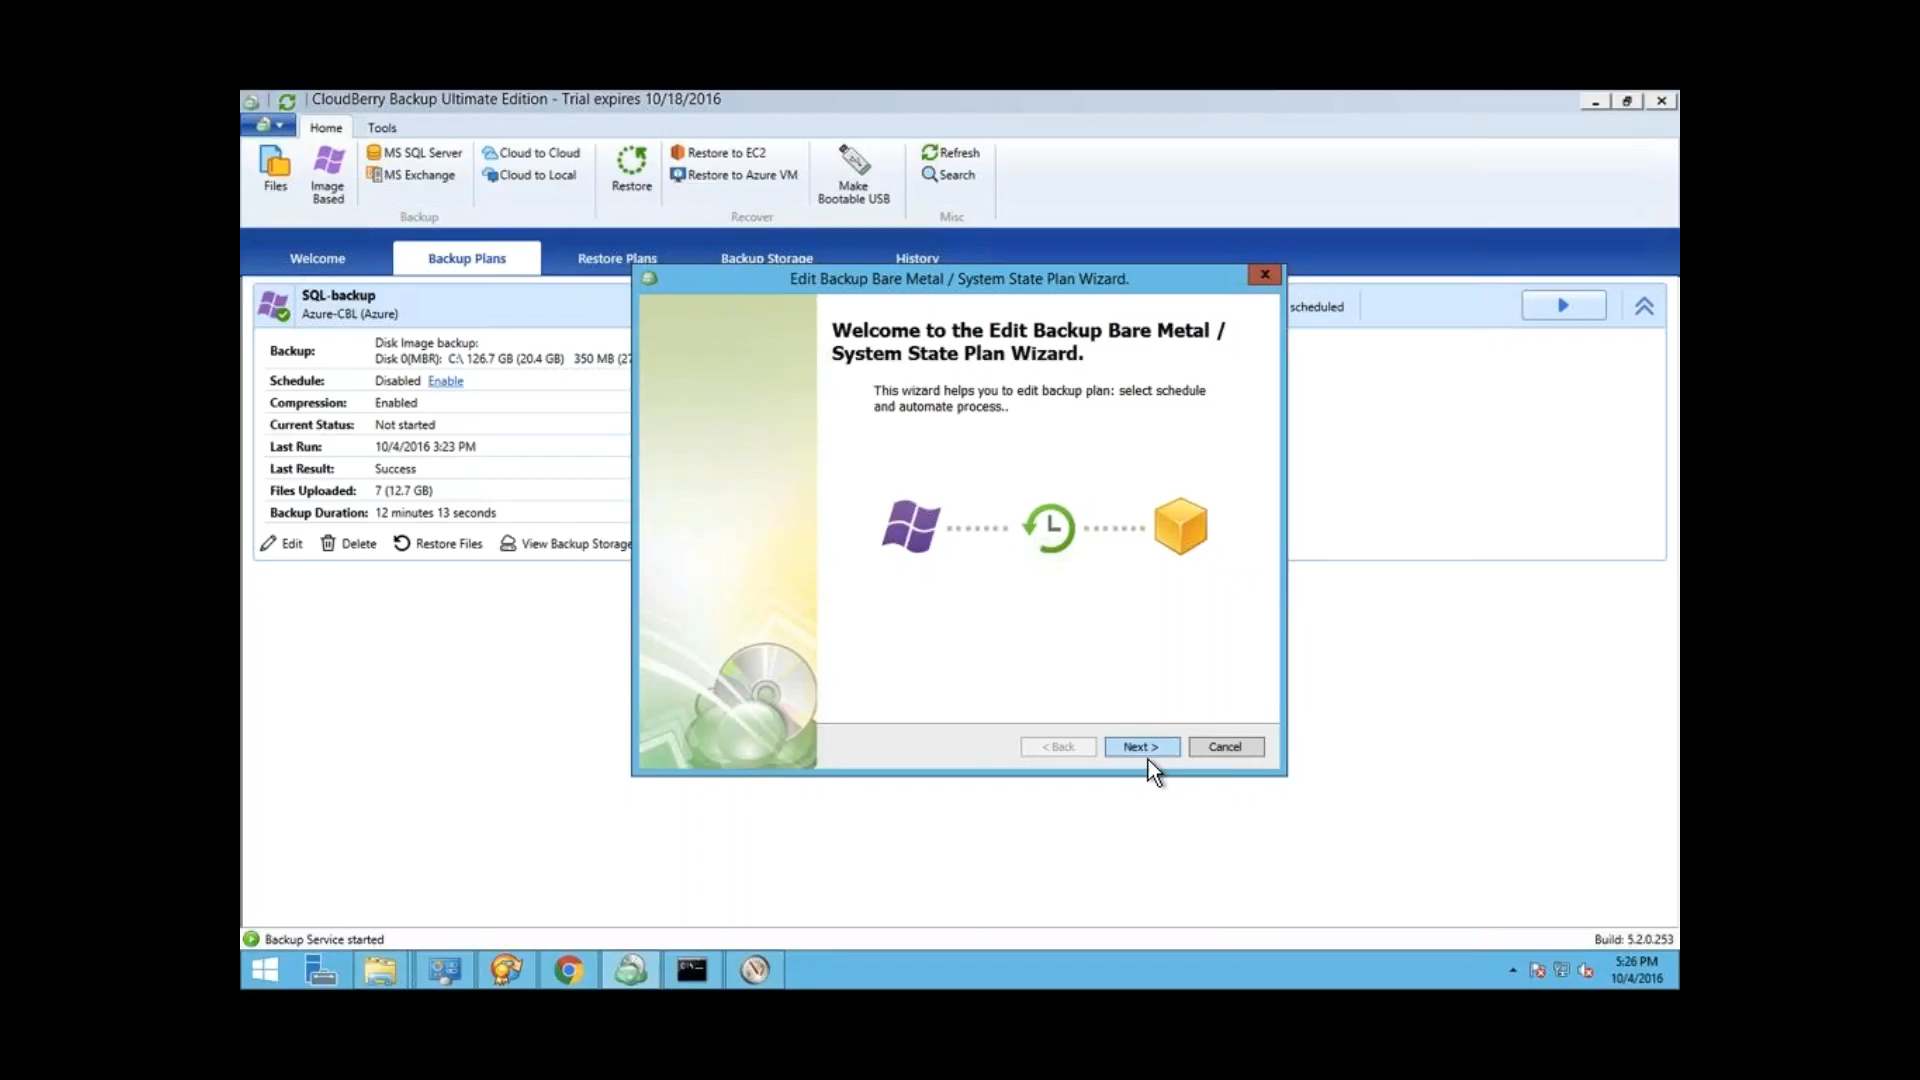 CloudBerry Backup Ultimate Edition - Trial expires 10/18/2016
Home Tools
Files
Image
Based
MS SQL Server
MS Exchange
Backup
Cloud to Cloud
Cloud to Local
Restore
Restore to EC2
Restore to Azure VM
Recover
Make
Bootable USB
Refresh
Search
Misc
Welcome Backup Plans Restore Plans Backup Storage History
SQL-backup
Azure-CBL (Azure)
scheduled
Backup: Disk Image backup:
Disk 0(MBR): C:\ 126.7 GB (20.4 GB) 350 MB (27
Schedule: Disabled Enable
Compression: Enabled
Current Status: Not started
Last Run: 10/4/2016 3:23 PM
Last Result: Success
Files Uploaded: 7 (12.7 GB)
Backup Duration: 12 minutes 13 seconds
Edit Delete Restore Files View Backup Storage
Edit Backup Bare Metal / System State Plan Wizard.
Welcome to the Edit Backup Bare Metal /
System State Plan Wizard.
This wizard helps you to edit backup plan: select schedule
and automate process..
< Back Next > Cancel
Backup Service started
Build: 5.2.0.253
5:26 PM
10/4/2016